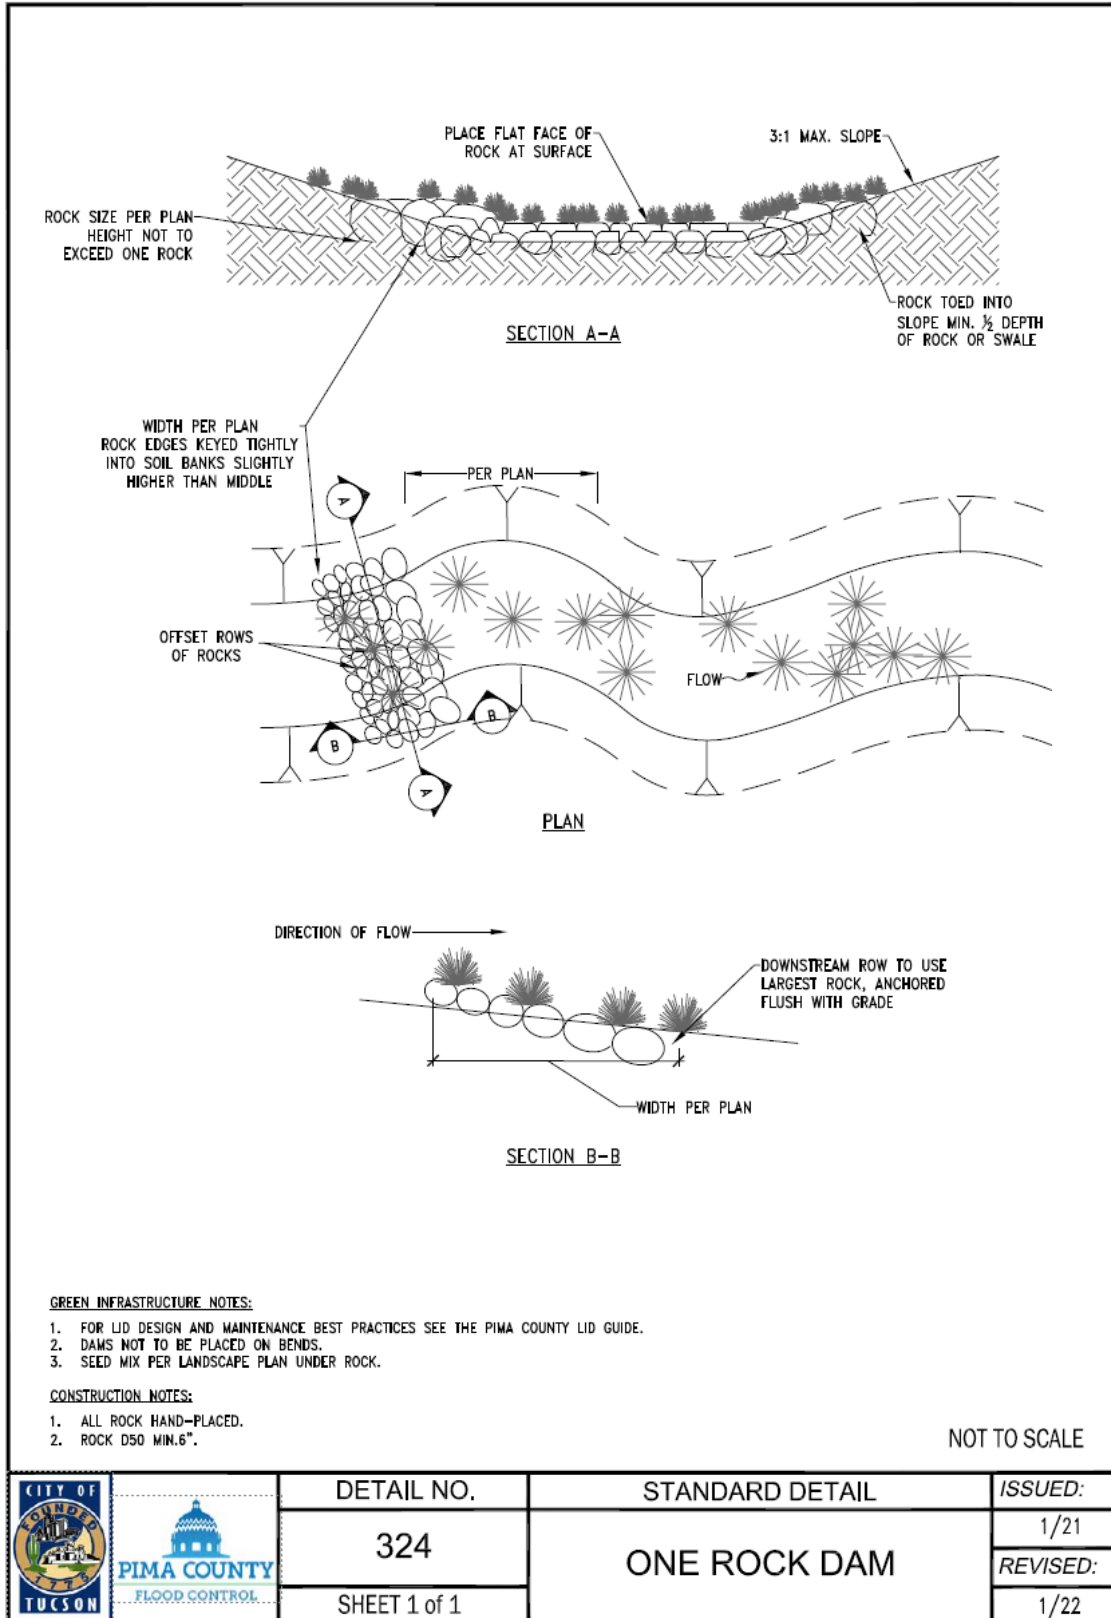 PLACE FLAT FACE OF
ROCK AT SURFACE
3:1 MAX. SLOPE
ROCK SIZE PER PLAN
HEIGHT NOT TO
EXCEED ONE ROCK
ROCK TOED INTO
SLOPE MIN. ½ DEPTH
OF ROCK OR SWALE
SECTION A-A
WIDTH PER PLAN
ROCK EDGES KEYED TIGHTLY
INTO SOIL BANKS SLIGHTLY
HIGHER THAN MIDDLE
PER PLAN
A
OFFSET ROWS
OF ROCKS
FLOW
B
B
A
PLAN
DIRECTION OF FLOW
DOWNSTREAM ROW TO USE
LARGEST ROCK, ANCHORED
FLUSH WITH GRADE
WIDTH PER PLAN
SECTION B-B
GREEN INFRASTRUCTURE NOTES:
1. FOR LID DESIGN AND MAINTENANCE BEST PRACTICES SEE THE PIMA COUNTY LID GUIDE.
2. DAMS NOT TO BE PLACED ON BENDS.
3. SEED MIX PER LANDSCAPE PLAN UNDER ROCK.
CONSTRUCTION NOTES:
1. ALL ROCK HAND-PLACED.
2. ROCK D50 MIN.6".
NOT TO SCALE
CITY OF
FOUNDED
1775
TUCSON
PIMA COUNTY
FLOOD CONTROL
DETAIL NO.
324
SHEET 1 of 1
STANDARD DETAIL
ONE ROCK DAM
ISSUED:
1/21
REVISED:
1/22